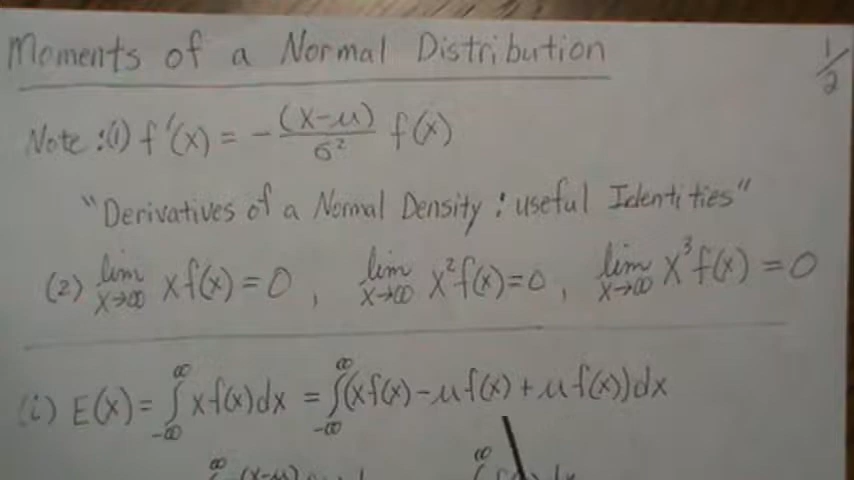 Moments of a Normal Distribution
1/2
Note :(1) f'(x) = -(x-μ)/σ² f(x)
"Derivatives of a Normal Density : useful Identities"
(2) lim x→∞ xf(x) = 0 , lim x→∞ x²f(x)=0 , lim x→∞ x³f(x) = 0
(i) E(x) = ∫_{-∞}^{∞} xf(x)dx = ∫_{-∞}^{∞} (xf(x) - μf(x) + μf(x))dx